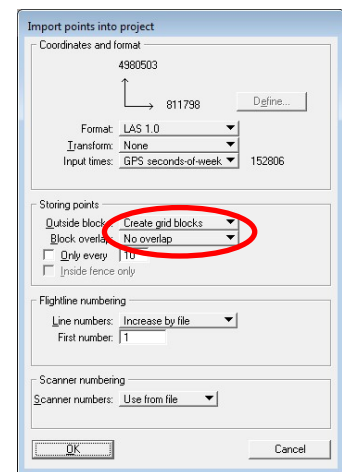 Import points into project
Coordinates and format
4980503
811798
Define...
Format: LAS 1.0
Transform: None
Input times: GPS seconds-of-week 152806
Storing points
Outside blocks: Create grid blocks
Block overlap: No overlap
Only every 10
Inside fence only
Flightline numbering
Line numbers: Increase by file
First number: 1
Scanner numbering
Scanner numbers: Use from file
OK Cancel